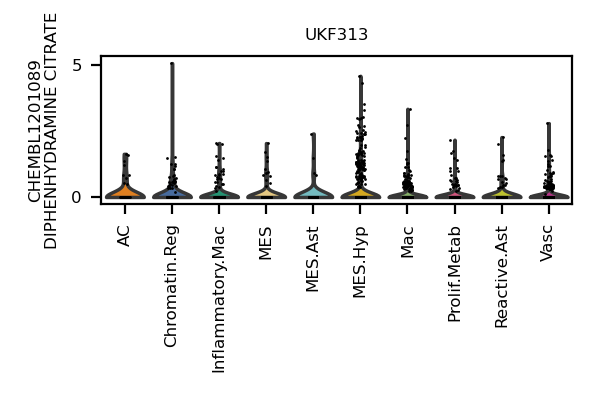 UKF313
CHEMBL1201089
DIPHENHYDRAMINE CITRATE
5
0
AC
Chromatin.Reg
Inflammatory.Mac
MES
MES.Ast
MES.Hyp
Mac
Prolif.Metab
Reactive.Ast
Vasc